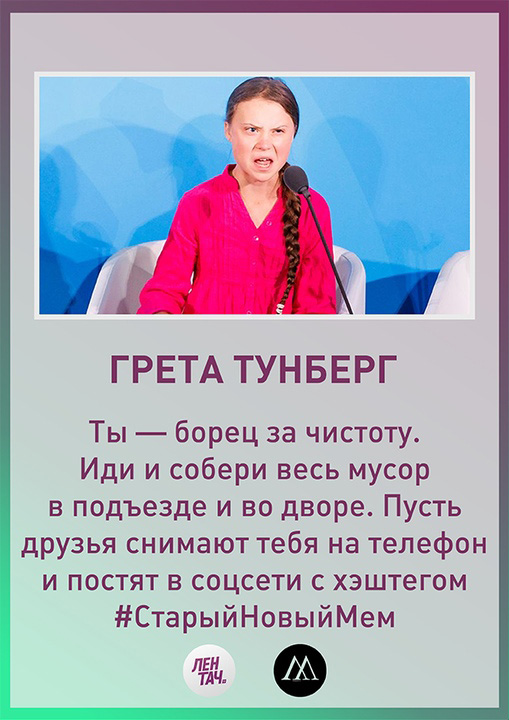 ГРЕТА ТУНБЕРГ
Ты — борец за чистоту.
Иди и собери весь мусор
в подъезде и во дворе. Пусть
друзья снимают тебя на телефон
и постят в соцсети с хэштегом
#СтарыйНовыйМем
ЛЕН
ТАЧ